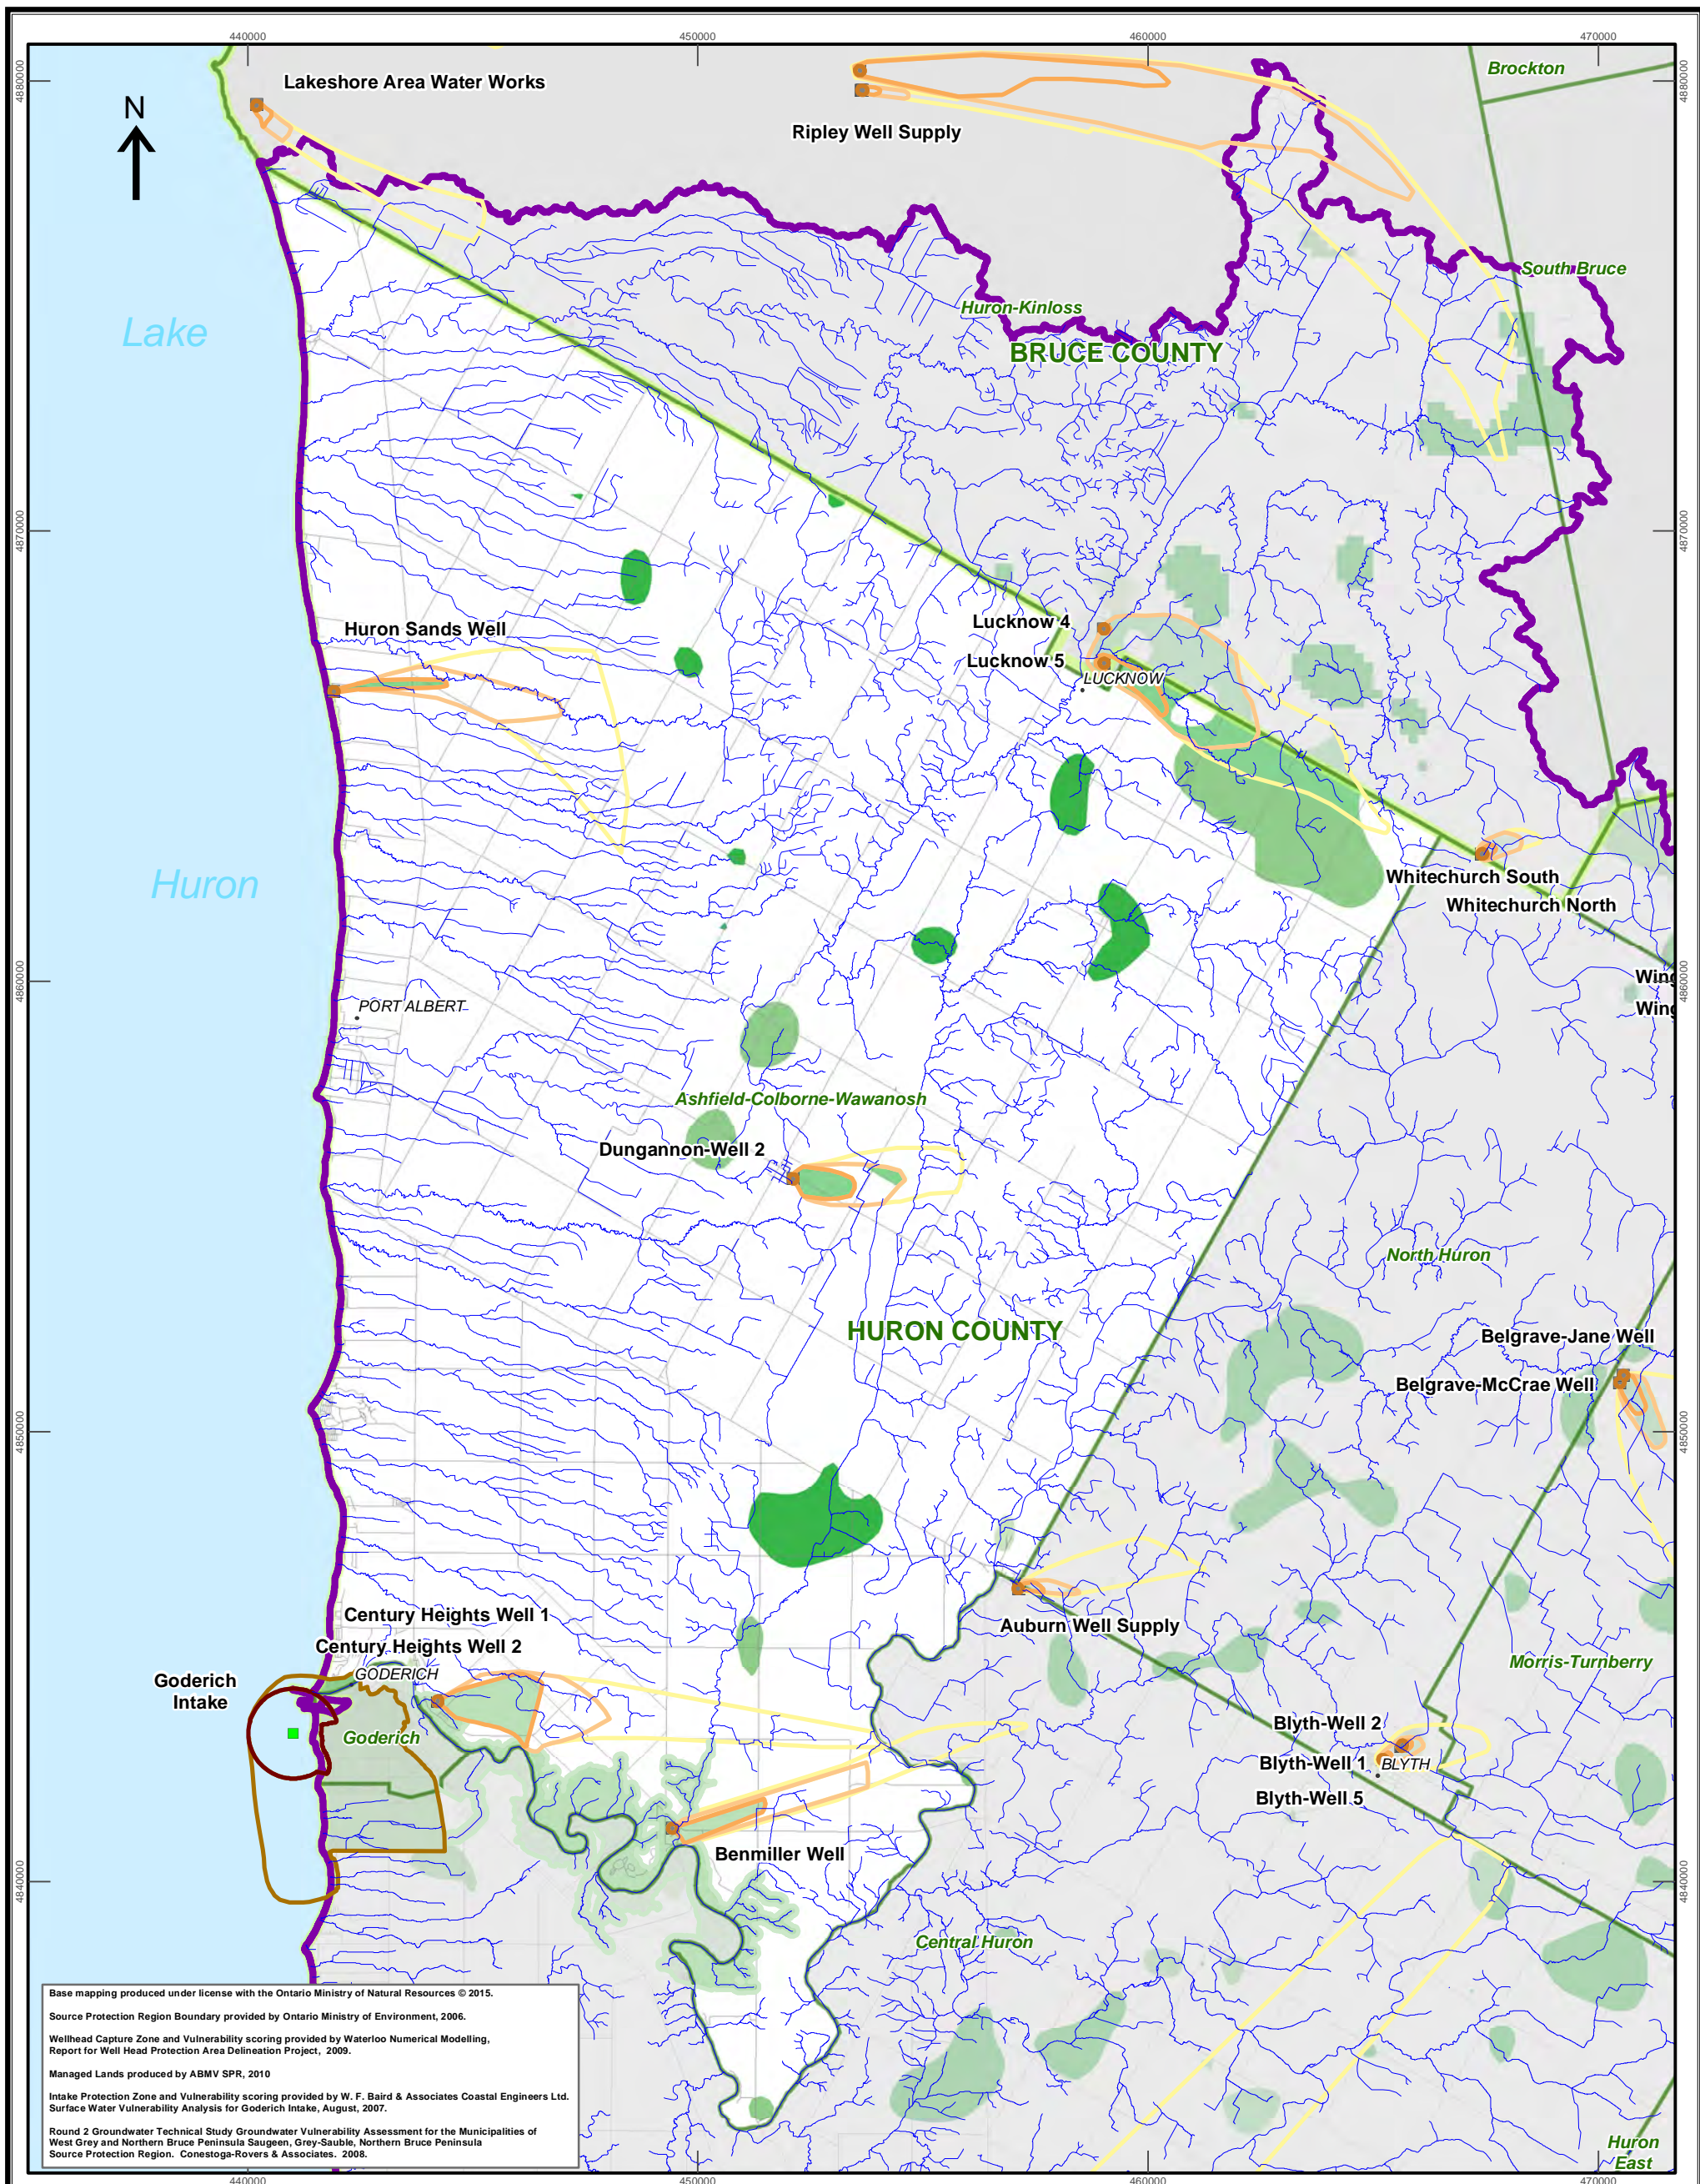 440000
450000
460000
470000
4880000
4880000
N
Lakeshore Area Water Works
Ripley Well Supply
Brockton
South Bruce
Huron-Kinloss
BRUCE COUNTY
Lake
4870000
4870000
Lucknow 4
Lucknow 5
LUCKNOW
Huron Sands Well
Huron
Whitechurch South
Whitechurch North
4860000
4860000
PORT ALBERT
Ashfield-Colborne-Wawanosh
Dungannon-Well 2
North Huron
HURON COUNTY
Belgrave-Jane Well
Belgrave-McCrae Well
4850000
4850000
Century Heights Well 1
Century Heights Well 2
GODERICH
Goderich
Intake
Goderich
Auburn Well Supply
Morris-Turnberry
Blyth-Well 2
Blyth-Well 1
BLYTH
Blyth-Well 5
Benmiller Well
4840000
4840000
Central Huron
Huron
East
Base mapping produced under license with the Ontario Ministry of Natural Resources © 2015.
Source Protection Region Boundary provided by Ontario Ministry of Environment, 2006.
Wellhead Capture Zone and Vulnerability scoring provided by Waterloo Numerical Modelling,
Report for Well Head Protection Area Delineation Project, 2009.
Managed Lands produced by ABMV SPR, 2010
Intake Protection Zone and Vulnerability scoring provided by W. F. Baird & Associates Coastal Engineers Ltd.
Surface Water Vulnerability Analysis for Goderich Intake, August, 2007.
Round 2 Groundwater Technical Study Groundwater Vulnerability Assessment for the Municipalities of
West Grey and Northern Bruce Peninsula Saugeen, Grey-Sauble, Northern Bruce Peninsula
Source Protection Region. Conestoga-Rovers & Associates. 2008.
440000
450000
460000
470000